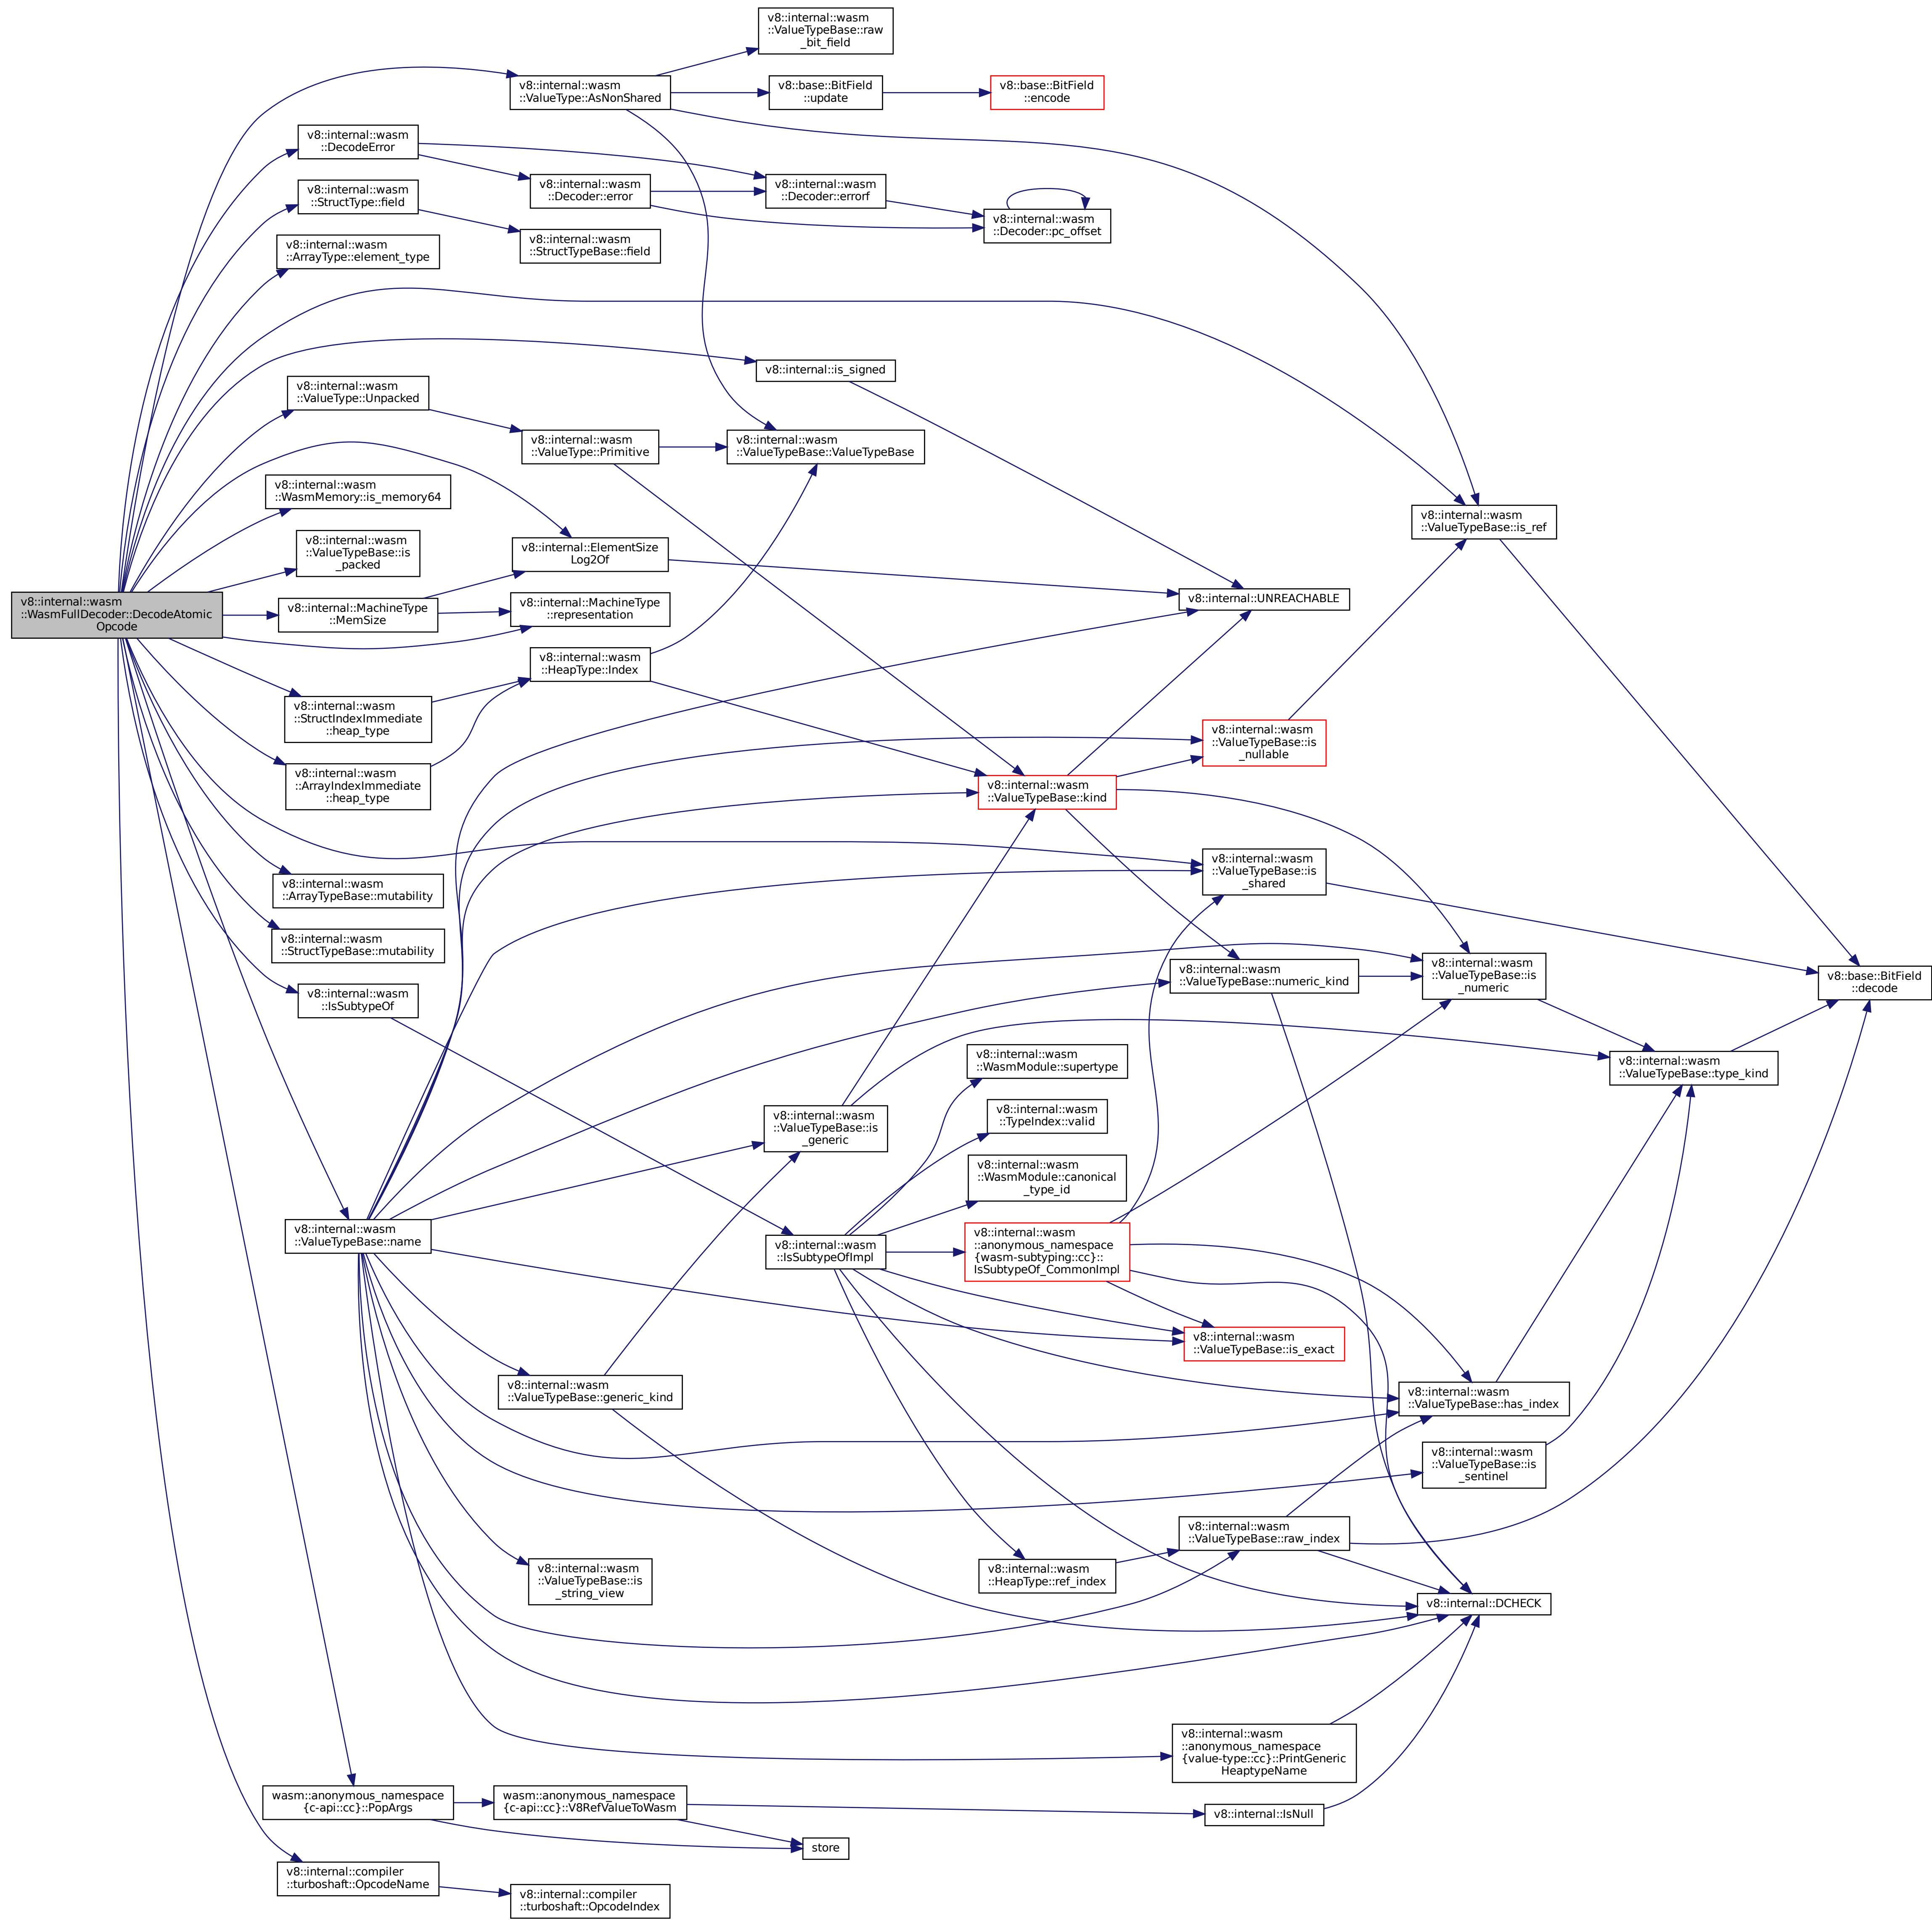 v8::internal::wasm
::ValueTypeBase::raw
_bit_field
v8::internal::wasm
::ValueType::AsNonShared
v8::base::BitField
::update
v8::base::BitField
::encode
v8::internal::wasm
::DecodeError
v8::internal::wasm
::Decoder::error
v8::internal::wasm
::Decoder::errorf
v8::internal::wasm
::StructType::field
v8::internal::wasm
::Decoder::pc_offset
v8::internal::wasm
::StructTypeBase::field
v8::internal::wasm
::ArrayType::element_type
v8::internal::is_signed
v8::internal::wasm
::ValueType::Unpacked
v8::internal::wasm
::ValueType::Primitive
v8::internal::wasm
::ValueTypeBase::ValueTypeBase
v8::internal::wasm
::WasmMemory::is_memory64
v8::internal::wasm
::ValueTypeBase::is_ref
v8::internal::wasm
::ValueTypeBase::is
_packed
v8::internal::ElementSize
Log2Of
v8::internal::wasm
::WasmFullDecoder::DecodeAtomic
Opcode
v8::internal::MachineType
::MemSize
v8::internal::MachineType
::representation
v8::internal::UNREACHABLE
v8::internal::wasm
::HeapType::Index
v8::internal::wasm
::StructIndexImmediate
::heap_type
v8::internal::wasm
::ValueTypeBase::is
_nullable
v8::internal::wasm
::ArrayIndexImmediate
::heap_type
v8::internal::wasm
::ValueTypeBase::kind
v8::internal::wasm
::ValueTypeBase::is
_shared
v8::internal::wasm
::ArrayTypeBase::mutability
v8::internal::wasm
::StructTypeBase::mutability
v8::internal::wasm
::IsSubtypeOf
v8::internal::wasm
::ValueTypeBase::numeric_kind
v8::internal::wasm
::ValueTypeBase::is
_numeric
v8::base::BitField
::decode
v8::internal::wasm
::WasmModule::supertype
v8::internal::wasm
::ValueTypeBase::type_kind
v8::internal::wasm
::ValueTypeBase::is
_generic
v8::internal::wasm
::TypeIndex::valid
v8::internal::wasm
::WasmModule::canonical
_type_id
v8::internal::wasm
::ValueTypeBase::name
v8::internal::wasm
::IsSubtypeOfImpl
v8::internal::wasm
::anonymous_namespace
{wasm-subtyping::cc}::
IsSubtypeOf_CommonImpl
v8::internal::wasm
::ValueTypeBase::is_exact
v8::internal::wasm
::ValueTypeBase::generic_kind
v8::internal::wasm
::ValueTypeBase::has_index
v8::internal::wasm
::ValueTypeBase::is
_sentinel
v8::internal::wasm
::ValueTypeBase::raw_index
v8::internal::wasm
::ValueTypeBase::is
_string_view
v8::internal::wasm
::HeapType::ref_index
v8::internal::DCHECK
v8::internal::wasm
::anonymous_namespace
{value-type::cc}::PrintGeneric
HeaptypeName
wasm::anonymous_namespace
{c-api::cc}::PopArgs
wasm::anonymous_namespace
{c-api::cc}::V8RefValueToWasm
v8::internal::IsNull
store
v8::internal::compiler
::turboshaft::OpcodeName
v8::internal::compiler
::turboshaft::OpcodeIndex